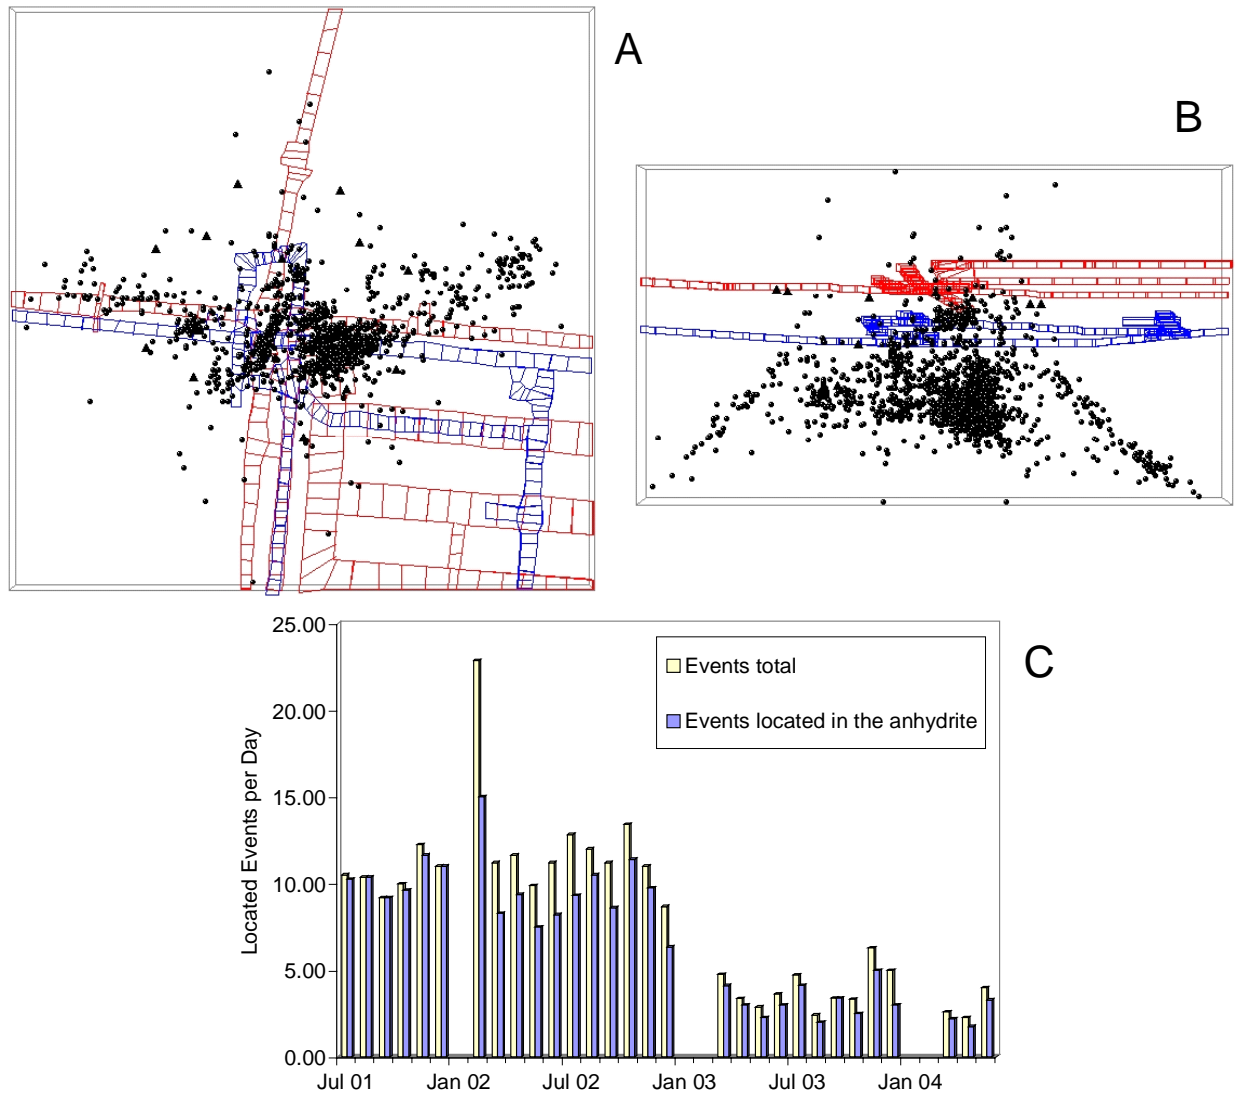 A
B
C
25.00
20.00
15.00
10.00
5.00
0.00
Located Events per Day
Events total
Events located in the anhydrite
Jul 01 Jan 02 Jul 02 Jan 03 Jul 03 Jan 04